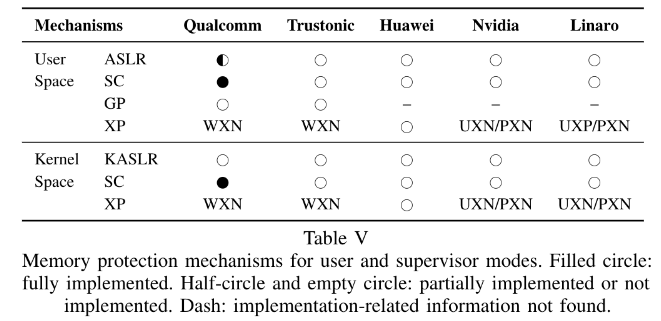 Mechanisms Qualcomm Trustonic Huawei Nvidia Linaro
User ASLR ◐ ○ ○ ○ ○
Space SC ● ○ ○ ○ ○
GP ○ ○ – – –
XP WXN WXN ○ UXN/PXN UXP/PXN
Kernel KASLR ○ ○ ○ ○ ○
Space SC ● ○ ○ ○ ○
XP WXN WXN ○ UXN/PXN UXN/PXN
Table V
Memory protection mechanisms for user and supervisor modes. Filled circle:
fully implemented. Half-circle and empty circle: partially implemented or not
implemented. Dash: implementation-related information not found.